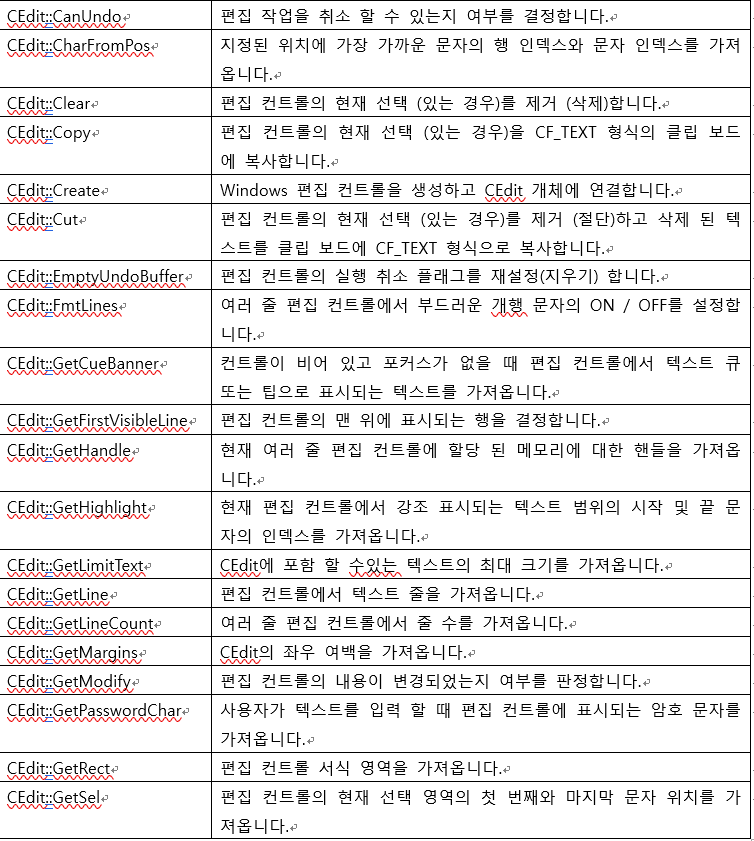 CEdit::CanUndo 편집 작업을 취소 할 수 있는지 여부를 결정합니다.
CEdit::CharFromPos 지정된 위치에 가장 가까운 문자의 행 인덱스와 문자 인덱스를 가져
옵니다.
CEdit::Clear 편집 컨트롤의 현재 선택 (있는 경우)를 제거 (삭제)합니다.
CEdit::Copy 편집 컨트롤의 현재 선택 (있는 경우)을 CF_TEXT 형식의 클립 보드
에 복사합니다.
CEdit::Create Windows 편집 컨트롤을 생성하고 CEdit 개체에 연결합니다.
CEdit::Cut 편집 컨트롤의 현재 선택 (있는 경우)를 제거 (절단)하고 삭제 된 텍
스트를 클립 보드에 CF_TEXT 형식으로 복사합니다.
CEdit::EmptyUndoBuffer 편집 컨트롤의 실행 취소 플래그를 재설정(지우기) 합니다.
CEdit::FmtLines 여러 줄 편집 컨트롤에서 부드러운 개행 문자의 ON / OFF를 설정합
니다.
CEdit::GetCueBanner 컨트롤이 비어 있고 포커스가 없을 때 편집 컨트롤에서 텍스트 큐
또는 팁으로 표시되는 텍스트를 가져옵니다.
CEdit::GetFirstVisibleLine 편집 컨트롤의 맨 위에 표시되는 행을 결정합니다.
CEdit::GetHandle 현재 여러 줄 편집 컨트롤에 할당 된 메모리에 대한 핸들을 가져옵
니다.
CEdit::GetHighlight 현재 편집 컨트롤에서 강조 표시되는 텍스트 범위의 시작 및 끝 문
자의 인덱스를 가져옵니다.
CEdit::GetLimitText CEdit에 포함 할 수있는 텍스트의 최대 크기를 가져옵니다.
CEdit::GetLine 편집 컨트롤에서 텍스트 줄을 가져옵니다.
CEdit::GetLineCount 여러 줄 편집 컨트롤에서 줄 수를 가져옵니다.
CEdit::GetMargins CEdit의 좌우 여백을 가져옵니다.
CEdit::GetModify 편집 컨트롤의 내용이 변경되었는지 여부를 판정합니다.
CEdit::GetPasswordChar 사용자가 텍스트를 입력 할 때 편집 컨트롤에 표시되는 암호 문자를
가져옵니다.
CEdit::GetRect 편집 컨트롤 서식 영역을 가져옵니다.
CEdit::GetSel 편집 컨트롤의 현재 선택 영역의 첫 번째와 마지막 문자 위치를 가
져옵니다.